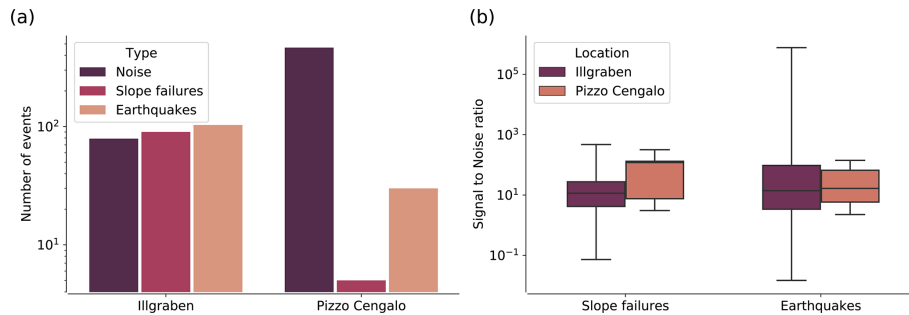 (a)
Number of events
10²
10¹
Type
Noise
Slope failures
Earthquakes
Illgraben
Pizzo Cengalo
(b)
Signal to Noise ratio
10⁵
10³
10¹
10⁻¹
Location
Illgraben
Pizzo Cengalo
Slope failures
Earthquakes